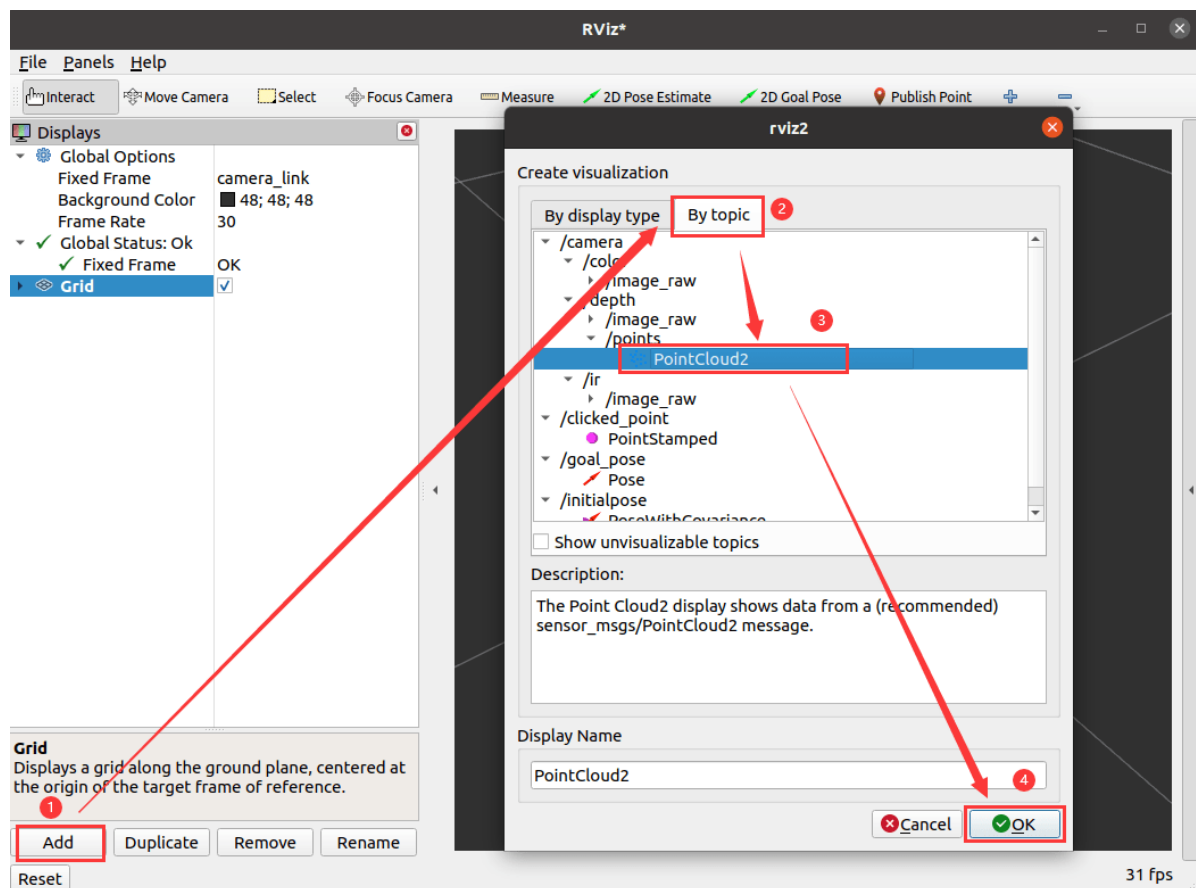 RViz*
File Panels Help
Interact Move Camera Select Focus Camera Measure 2D Pose Estimate 2D Goal Pose Publish Point
Displays
Global Options
Fixed Frame camera_link
Background Color 48; 48; 48
Frame Rate 30
Global Status: Ok
Fixed Frame OK
Grid
Grid
Displays a grid along the ground plane, centered at
the origin of the target frame of reference.
1
Add Duplicate Remove Rename
Reset
rviz2
Create visualization
By display type By topic 2
/camera
/color
/image_raw
/depth
/image_raw
3
/points
PointCloud2
/ir
/image_raw
/clicked_point
PointStamped
/goal_pose
Pose
/initialpose
PoseWithCovariance
Show unvisualizable topics
Description:
The Point Cloud2 display shows data from a (recommended)
sensor_msgs/PointCloud2 message.
Display Name
PointCloud2
4
Cancel OK
31 fps